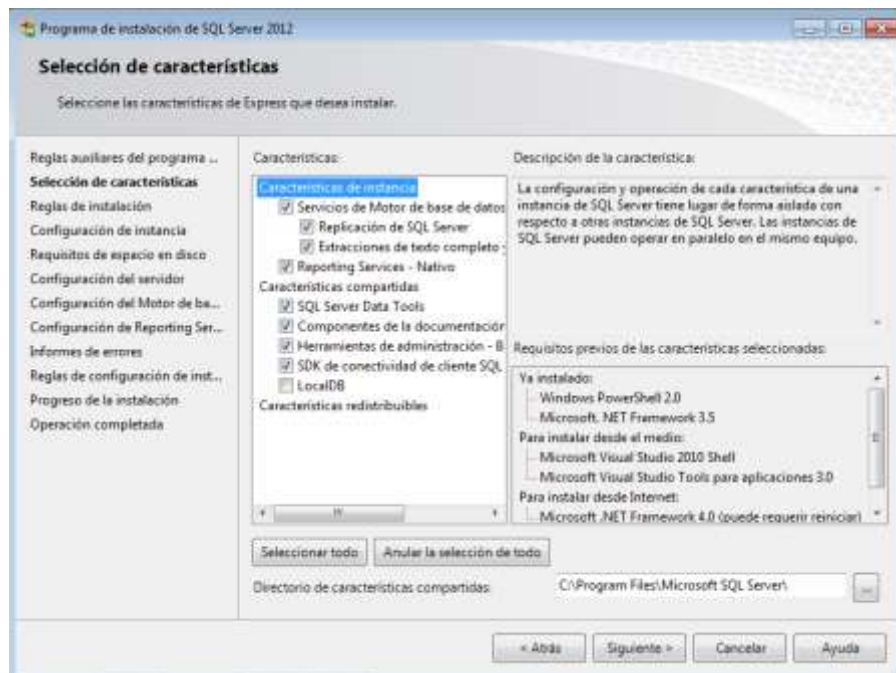 Programa de instalación de SQL Server 2012
Selección de características
Seleccione las características de Express que desea instalar.
Reglas auxiliares del programa ...
Selección de características
Reglas de instalación
Configuración de instancia
Requisitos de espacio en disco
Configuración del servidor
Configuración del Motor de ba...
Configuración de Reporting Ser...
Informes de errores
Reglas de configuración de inst...
Progreso de la instalación
Operación completada
Características:
Características de instancia
Servicios de Motor de base de datos
Replicación de SQL Server
Extracciones de texto completo y
Reporting Services - Nativo
Características compartidas
SQL Server Data Tools
Componentes de la documentación
Herramientas de administración - B
SDK de conectividad de cliente SQL
LocalDB
Características redistribuibles
Seleccionar todo
Anular la selección de todo
Descripción de la característica:
La configuración y operación de cada característica de una
instancia de SQL Server tiene lugar de forma aislada con
respecto a otras instancias de SQL Server. Las instancias de
SQL Server pueden operar en paralelo en el mismo equipo.
Requisitos previos de las características seleccionadas:
Ya instalado:
Windows PowerShell 2.0
Microsoft .NET Framework 3.5
Para instalar desde el medio:
Microsoft Visual Studio 2010 Shell
Microsoft Visual Studio Tools para aplicaciones 3.0
Para instalar desde Internet:
Microsoft .NET Framework 4.0 (puede requerir reiniciar)
Directorio de características compartidas:
C:\Program Files\Microsoft SQL Server\
...
< Atrás
Siguiente >
Cancelar
Ayuda